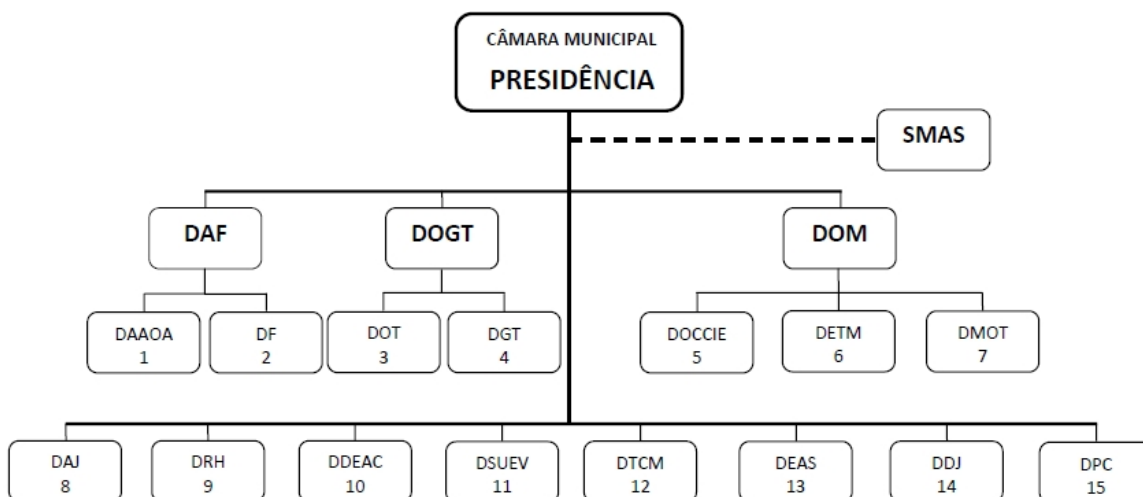 CÂMARA MUNICIPAL
PRESIDÊNCIA
SMAS
DAF
DOGT
DOM
DAAOA
1
DF
2
DOT
3
DGT
4
DOCCIE
5
DETM
6
DMOT
7
DAJ
8
DRH
9
DDEAC
10
DSUEV
11
DTCM
12
DEAS
13
DDJ
14
DPC
15